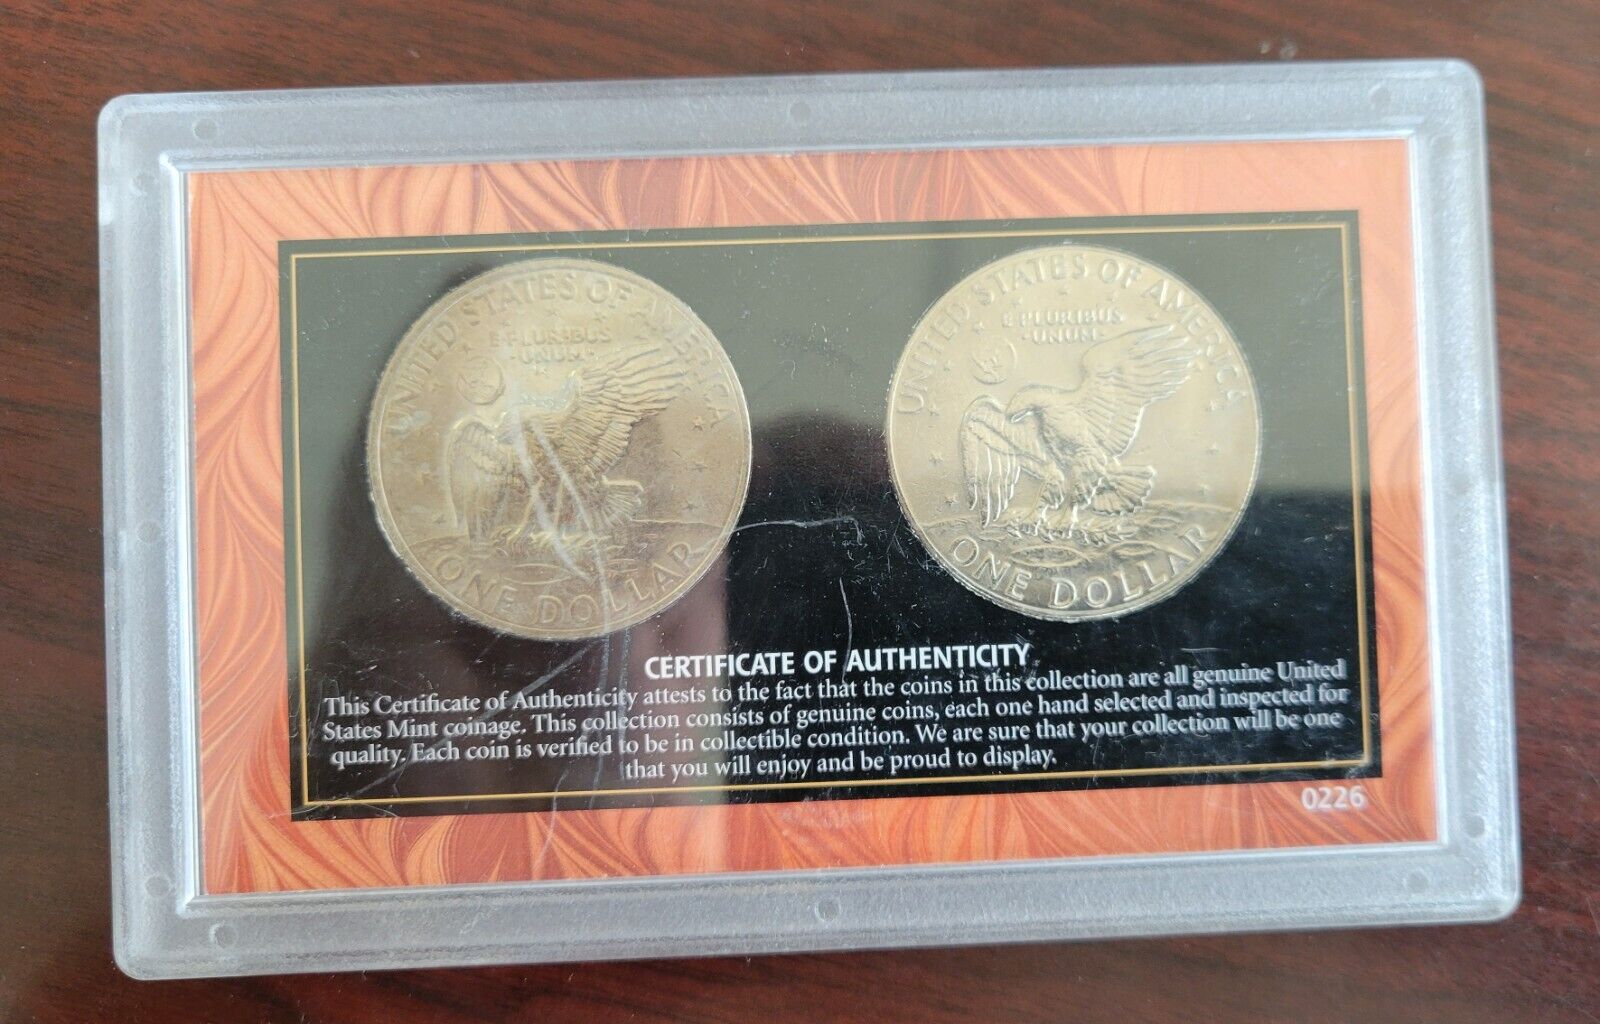 UNITED STATES OF AMERICA
E·PLURIBUS
·UNUM·
ONE DOLLAR
UNITED STATES OF AMERICA
E·PLURIBUS
·UNUM·
ONE DOLLAR
CERTIFICATE OF AUTHENTICITY
This Certificate of Authenticity attests to the fact that the coins in this collection are all genuine United
States Mint coinage. This collection consists of genuine coins, each one hand selected and inspected for
quality. Each coin is verified to be in collectible condition. We are sure that your collection will be one
that you will enjoy and be proud to display.
0226